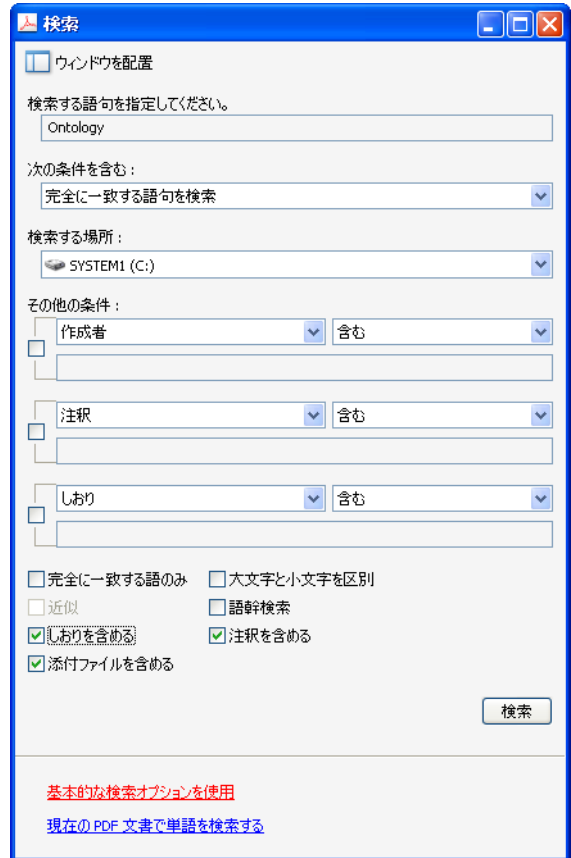 検索
ウィンドウを配置
検索する語句を指定してください。
Ontology
次の条件を含む:
完全に一致する語句を検索
検索する場所:
SYSTEM1 (C:)
その他の条件:
作成者 含む
注釈 含む
しおり 含む
完全に一致する語のみ 大文字と小文字を区別
近似 語幹検索
しおりを含める 注釈を含める
添付ファイルを含める
検索
基本的な検索オプションを使用
現在の PDF 文書で単語を検索する